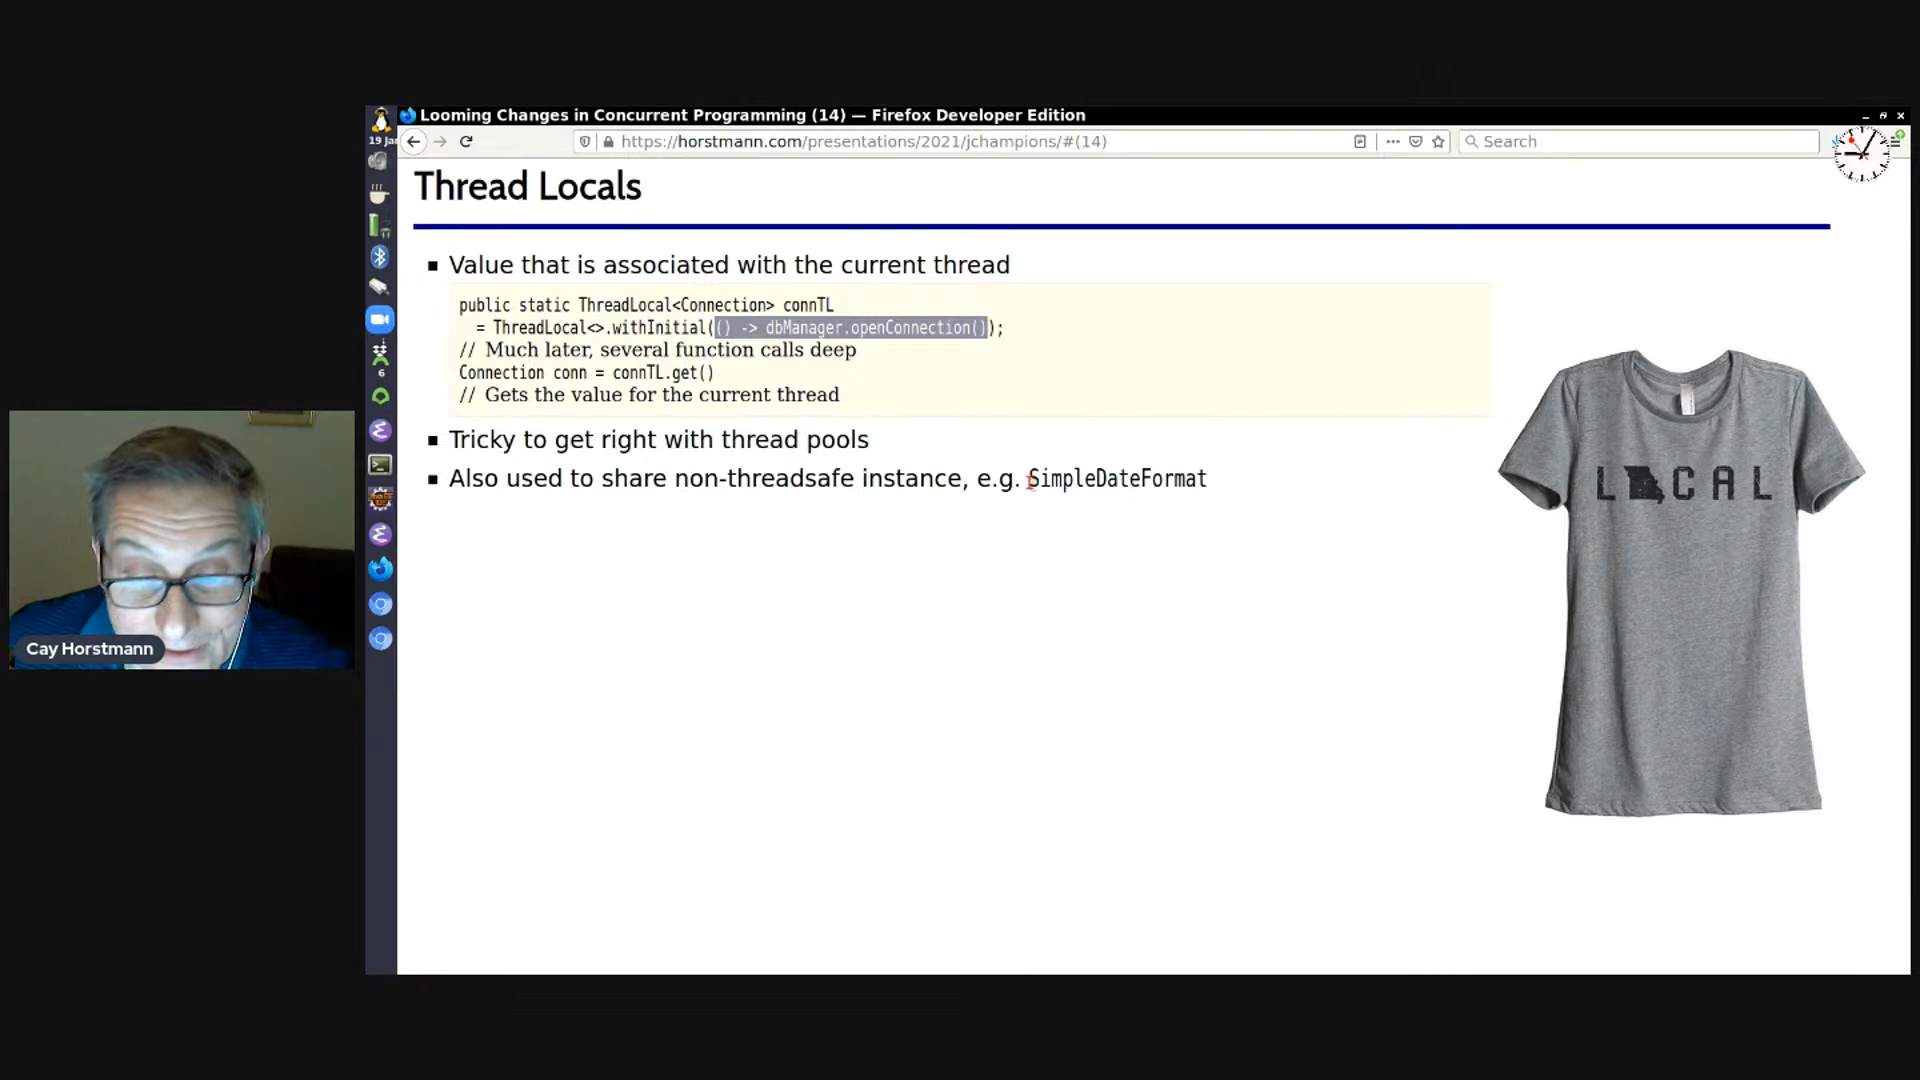 Looming Changes in Concurrent Programming (14) — Firefox Developer Edition
19 Jan
https://horstmann.com/presentations/2021/jchampions/#(14)
Search
Thread Locals
Value that is associated with the current thread
public static ThreadLocal<Connection> connTL
= ThreadLocal<>.withInitial(() -> dbManager.openConnection());
// Much later, several function calls deep
Connection conn = connTL.get()
// Gets the value for the current thread
Tricky to get right with thread pools
Also used to share non-threadsafe instance, e.g. SimpleDateFormat
6
L CAL
Cay Horstmann